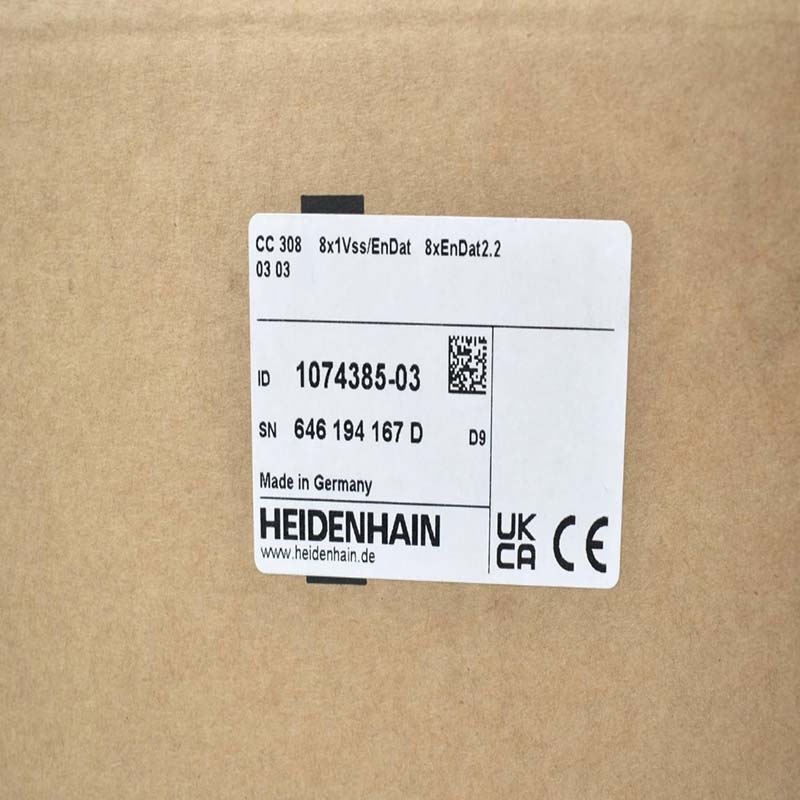 CC 308 8x1Vss/EnDat 8xEnDat2.2
03 03
ID 1074385-03
SN 646 194 167 D D9
Made in Germany
HEIDENHAIN
www.heidenhain.de
UK
CA CE